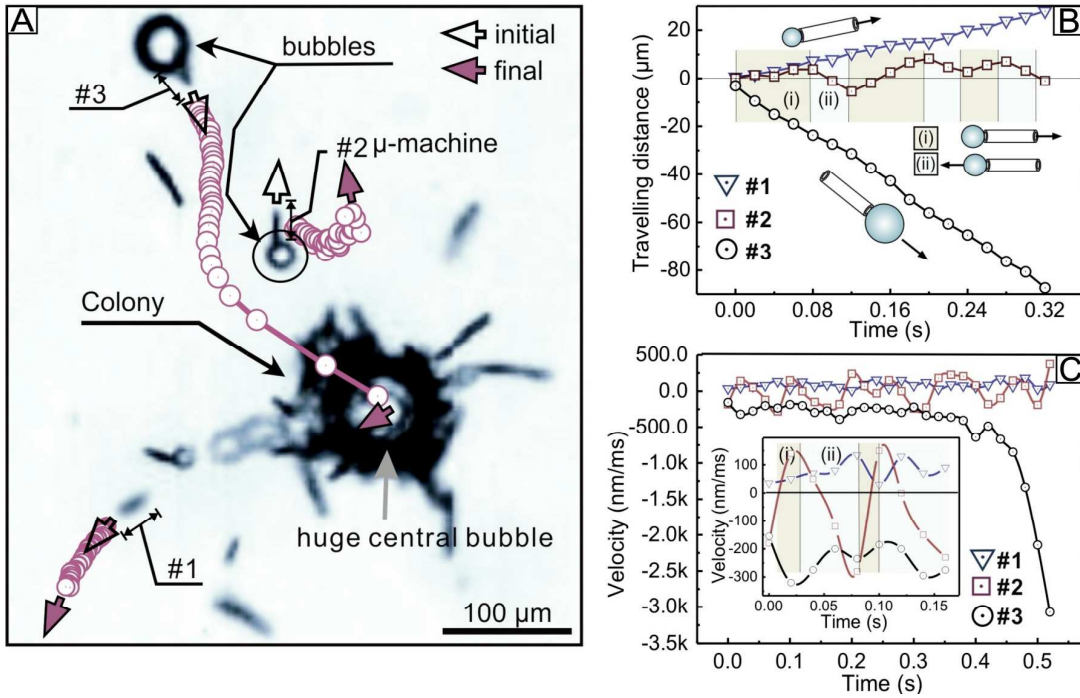 A
bubbles
initial
final
#3
#2 μ-machine
Colony
huge central bubble
#1
100 μm
B
Travelling distance (μm)
20
0
-20
-40
-60
-80
(i)
(ii)
(i)
(ii)
#1
#2
#3
0.00 0.08 0.16 0.24 0.32
Time (s)
C
Velocity (nm/ms)
500.0
0.0
-500.0
-1.0k
-1.5k
-2.0k
-2.5k
-3.0k
-3.5k
Velocity (nm/ms)
100
0
-100
-200
-300
(i)
(ii)
0.00 0.05 0.10 0.15
Time (s)
#1
#2
#3
0.0 0.1 0.2 0.3 0.4 0.5
Time (s)